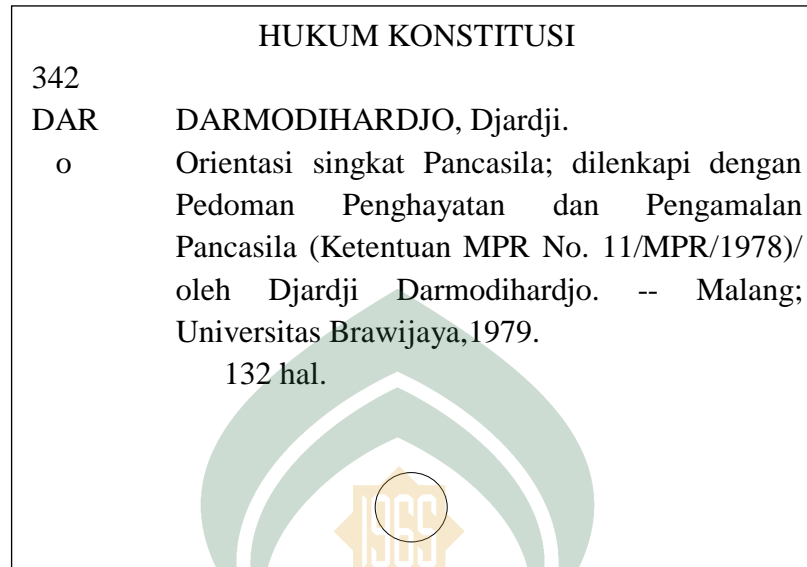 HUKUM KONSTITUSI
342
DAR DARMODIHARDJO, Djardji.
o Orientasi singkat Pancasila; dilenkapi dengan
Pedoman Penghayatan dan Pengamalan
Pancasila (Ketentuan MPR No. 11/MPR/1978)/
oleh Djardji Darmodihardjo. -- Malang;
Universitas Brawijaya,1979.
132 hal.
1965